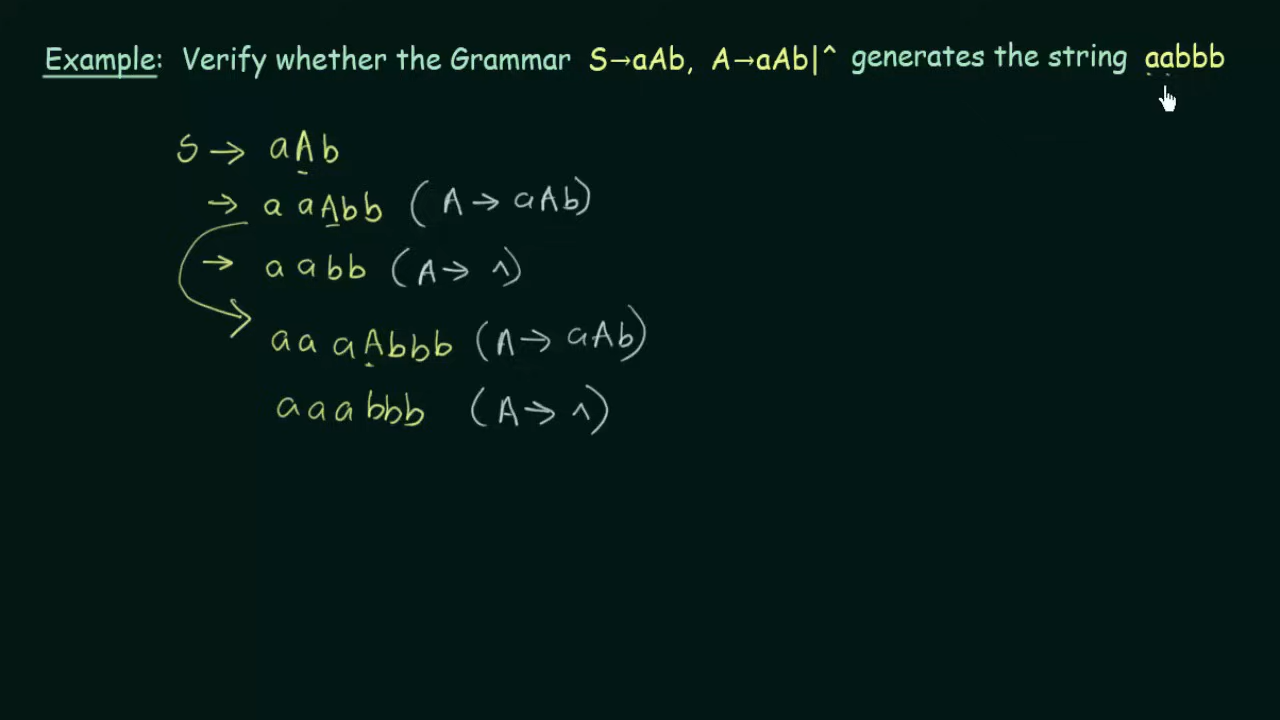 Example: Verify whether the Grammar S→aAb, A→aAb|^ generates the string aabbb
S → aAb
→ a aAbb (A → aAb)
→ a abb (A → ^)
aa aAbbb (A → aAb)
aaabbb (A → ^)